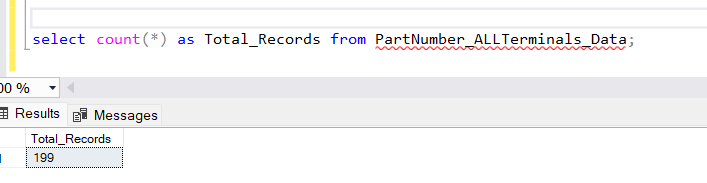 select count(*) as Total_Records from PartNumber_ALLTerminals_Data;
00 %
Results Messages
Total_Records
199